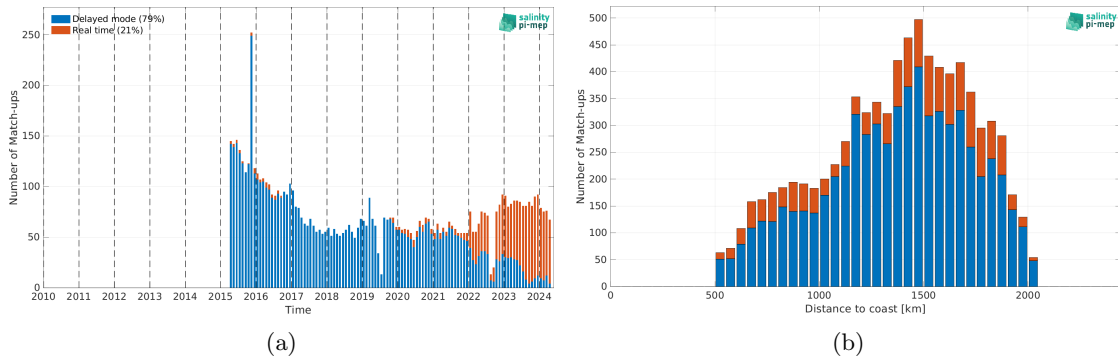 Delayed mode (79%)
Real time (21%)
salinity
pi-mep
250
200
150
100
50
0
Number of Match-ups
2010 2011 2012 2013 2014 2015 2016 2017 2018 2019 2020 2021 2022 2023 2024
Time
(a)
salinity
pi-mep
500
450
400
350
300
250
200
150
100
50
0
Number of Match-ups
0 500 1000 1500 2000
Distance to coast [km]
(b)